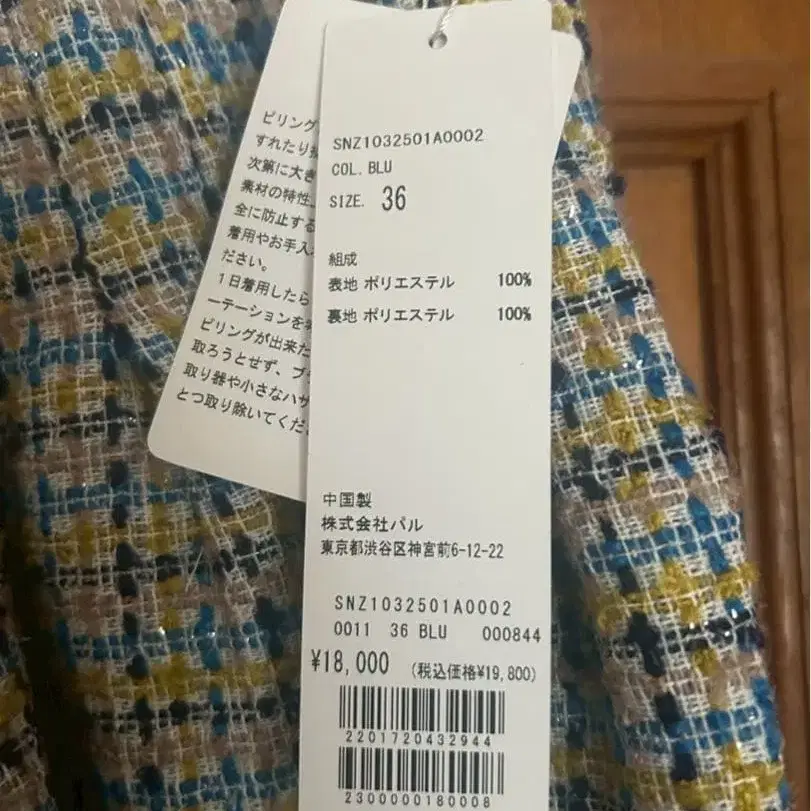 ピリング
すれたり
次第に大き
素材の特性
全に防止する
着用やお手入
ださい。
1日着用したら
ーテーションを
ピリングが出来た
取ろうとせず、ブ
取り器や小さなハサ
とつ取り除いてくだ
SNZ1032501A0002
COL. BLU
SIZE. 36
組成
表地 ポリエステル 100%
裏地 ポリエステル 100%
中国製
株式会社パル
東京都渋谷区神宮前6-12-22
SNZ1032501A0002
0011 36 BLU 000844
¥18,000 (税込価格¥19,800)
2201720432944
2300000180008